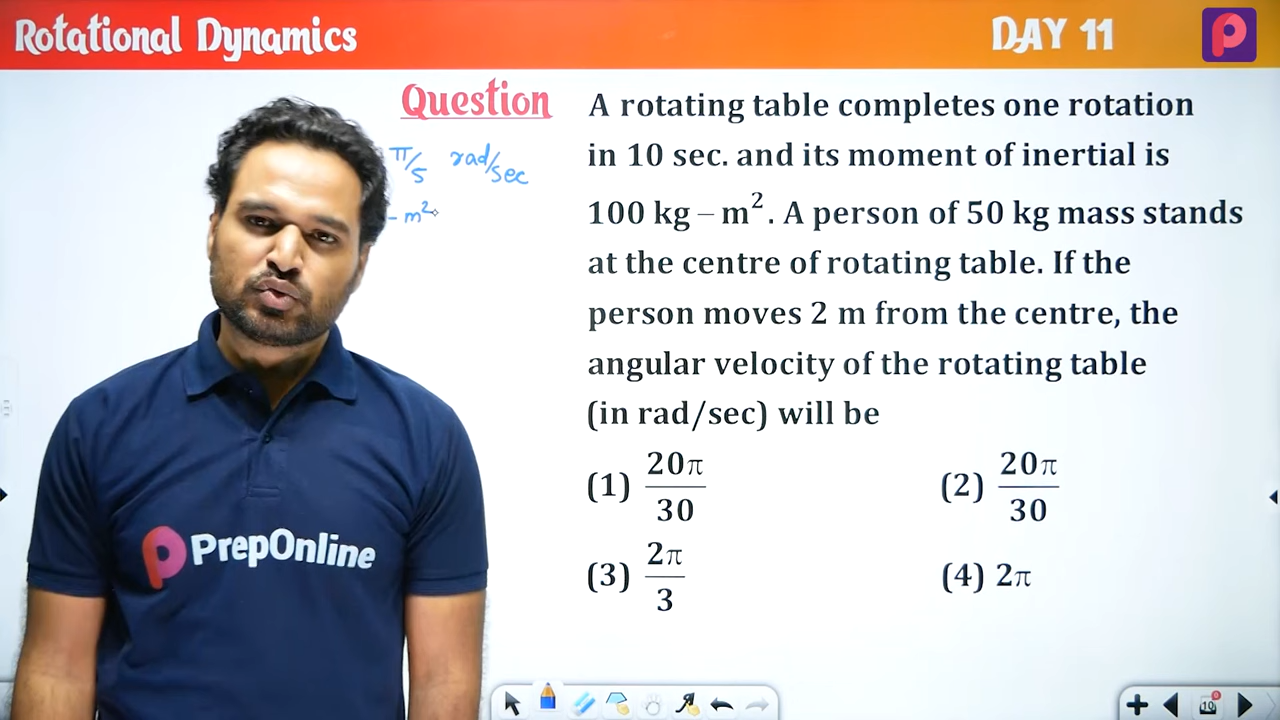 Rotational Dynamics
DAY 11
Question
π/5 rad/sec
- m²
A rotating table completes one rotation
in 10 sec. and its moment of inertial is
100 kg – m². A person of 50 kg mass stands
at the centre of rotating table. If the
person moves 2 m from the centre, the
angular velocity of the rotating table
(in rad/sec) will be
(1) 20π/30
(2) 20π/30
(3) 2π/3
(4) 2π
PrepOnline
10